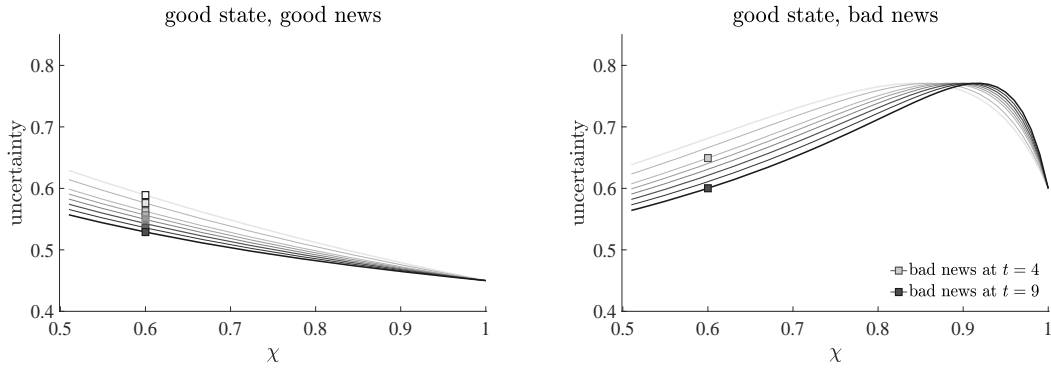 good state, good news
0.8
0.7
0.6
0.5
0.4
uncertainty
0.5 0.6 0.7 0.8 0.9 1
χ
good state, bad news
0.8
0.7
0.6
0.5
0.4
uncertainty
bad news at t = 4
bad news at t = 9
0.5 0.6 0.7 0.8 0.9 1
χ